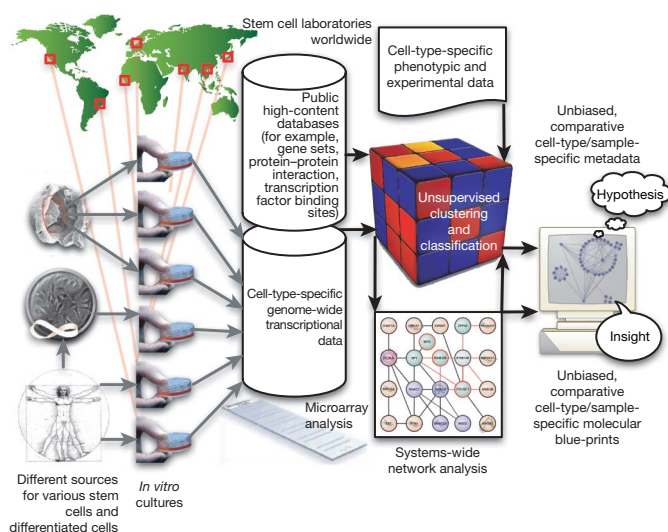 Stem cell laboratories
worldwide
Cell-type-specific
phenotypic and
experimental data
Public
high-content
databases
(for example,
gene sets,
protein–protein
interaction,
transcription
factor binding
sites)
Unbiased,
comparative
cell-type/sample-
specific metadata
Hypothesis
Unsupervised
clustering
and
classification
Cell-type-specific
genome-wide
transcriptional
data
Insight
Microarray
analysis
Systems-wide
network analysis
Unbiased,
comparative
cell-type/sample-
specific molecular
blue-prints
Different sources
for various stem
cells and
differentiated cells
In vitro
cultures